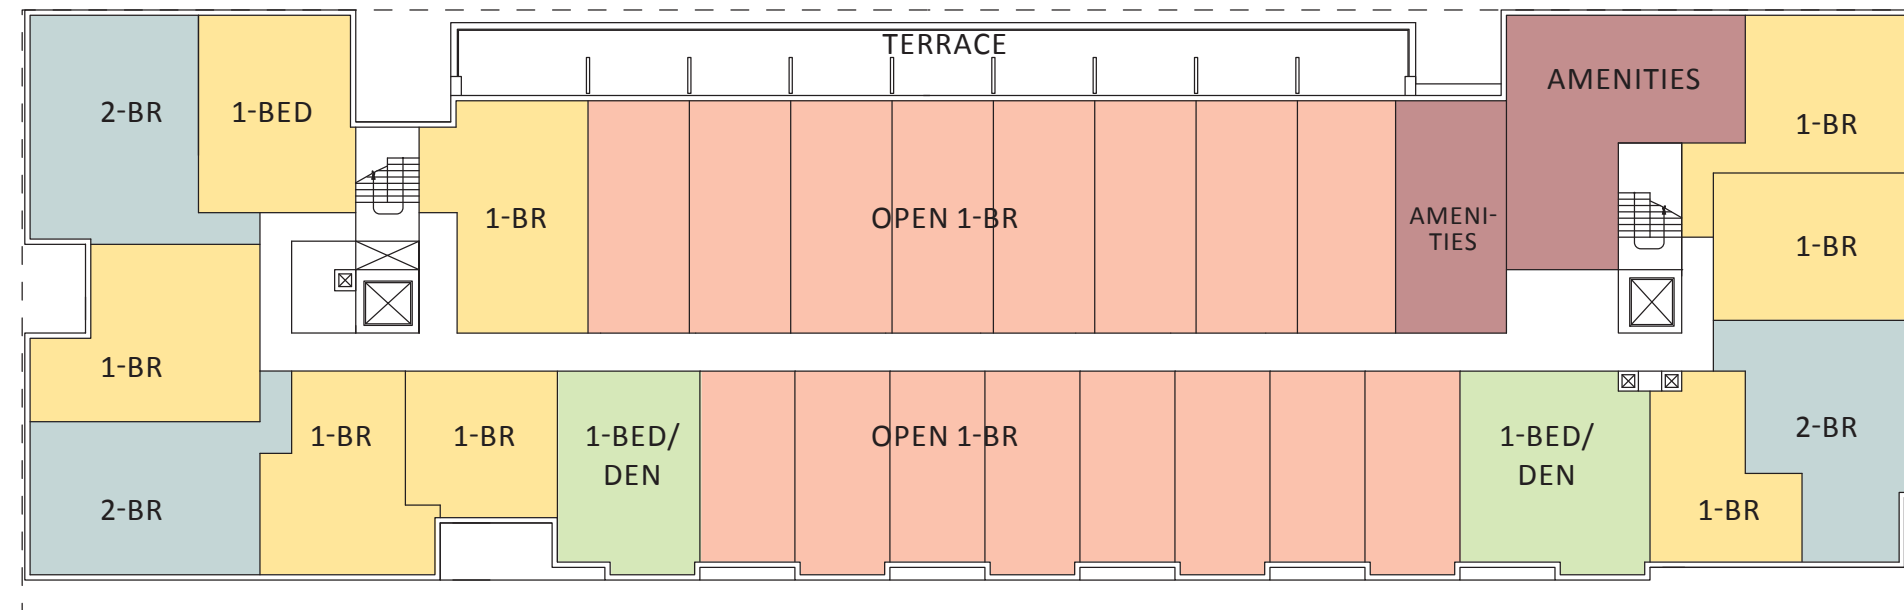 TERRACE
2-BR
1-BED
AMENITIES
1-BR
1-BR
OPEN 1-BR
AMENI-
TIES
1-BR
1-BR
1-BR
1-BR
1-BED/
DEN
OPEN 1-BR
1-BED/
DEN
2-BR
2-BR
1-BR